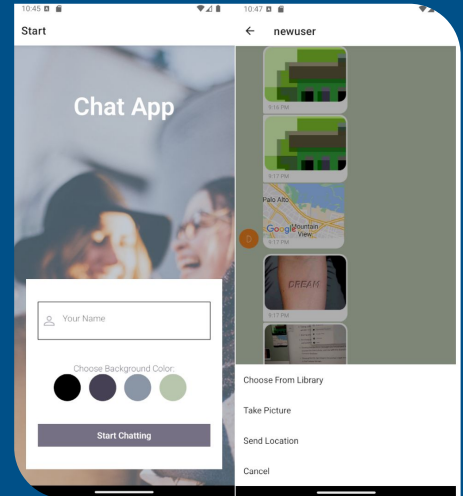 10:45
Start
Chat App
Your Name
Choose Background Color:
Start Chatting
10:47
newuser
9:16 PM
9:17 PM
Palo Alto
Google
Mountain
View
9:17 PM
D
DREAM
9:17 PM
Choose From Library
Take Picture
Send Location
Cancel